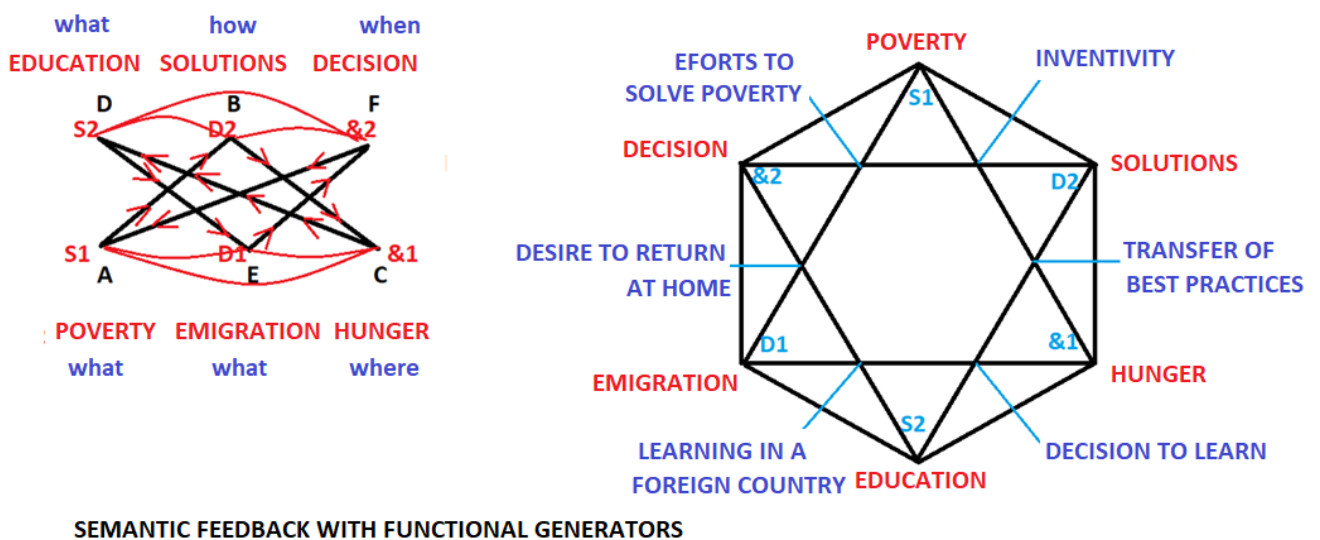 what how when
EDUCATION SOLUTIONS DECISION
D B F
S2 D2 &2
S1 D1 &1
A E C
POVERTY EMIGRATION HUNGER
what what where
POVERTY
EFORTS TO
SOLVE POVERTY
INVENTIVITY
S1
DECISION
SOLUTIONS
&2
D2
DESIRE TO RETURN
AT HOME
TRANSFER OF
BEST PRACTICES
D1
&1
EMIGRATION
HUNGER
S2
LEARNING IN A
FOREIGN COUNTRY
DECISION TO LEARN
EDUCATION
SEMANTIC FEEDBACK WITH FUNCTIONAL GENERATORS